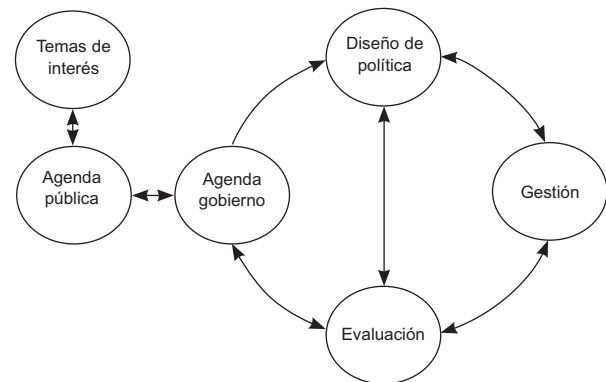 Temas de
interés
Diseño de
política
Agenda
pública
Agenda
gobierno
Gestión
Evaluación